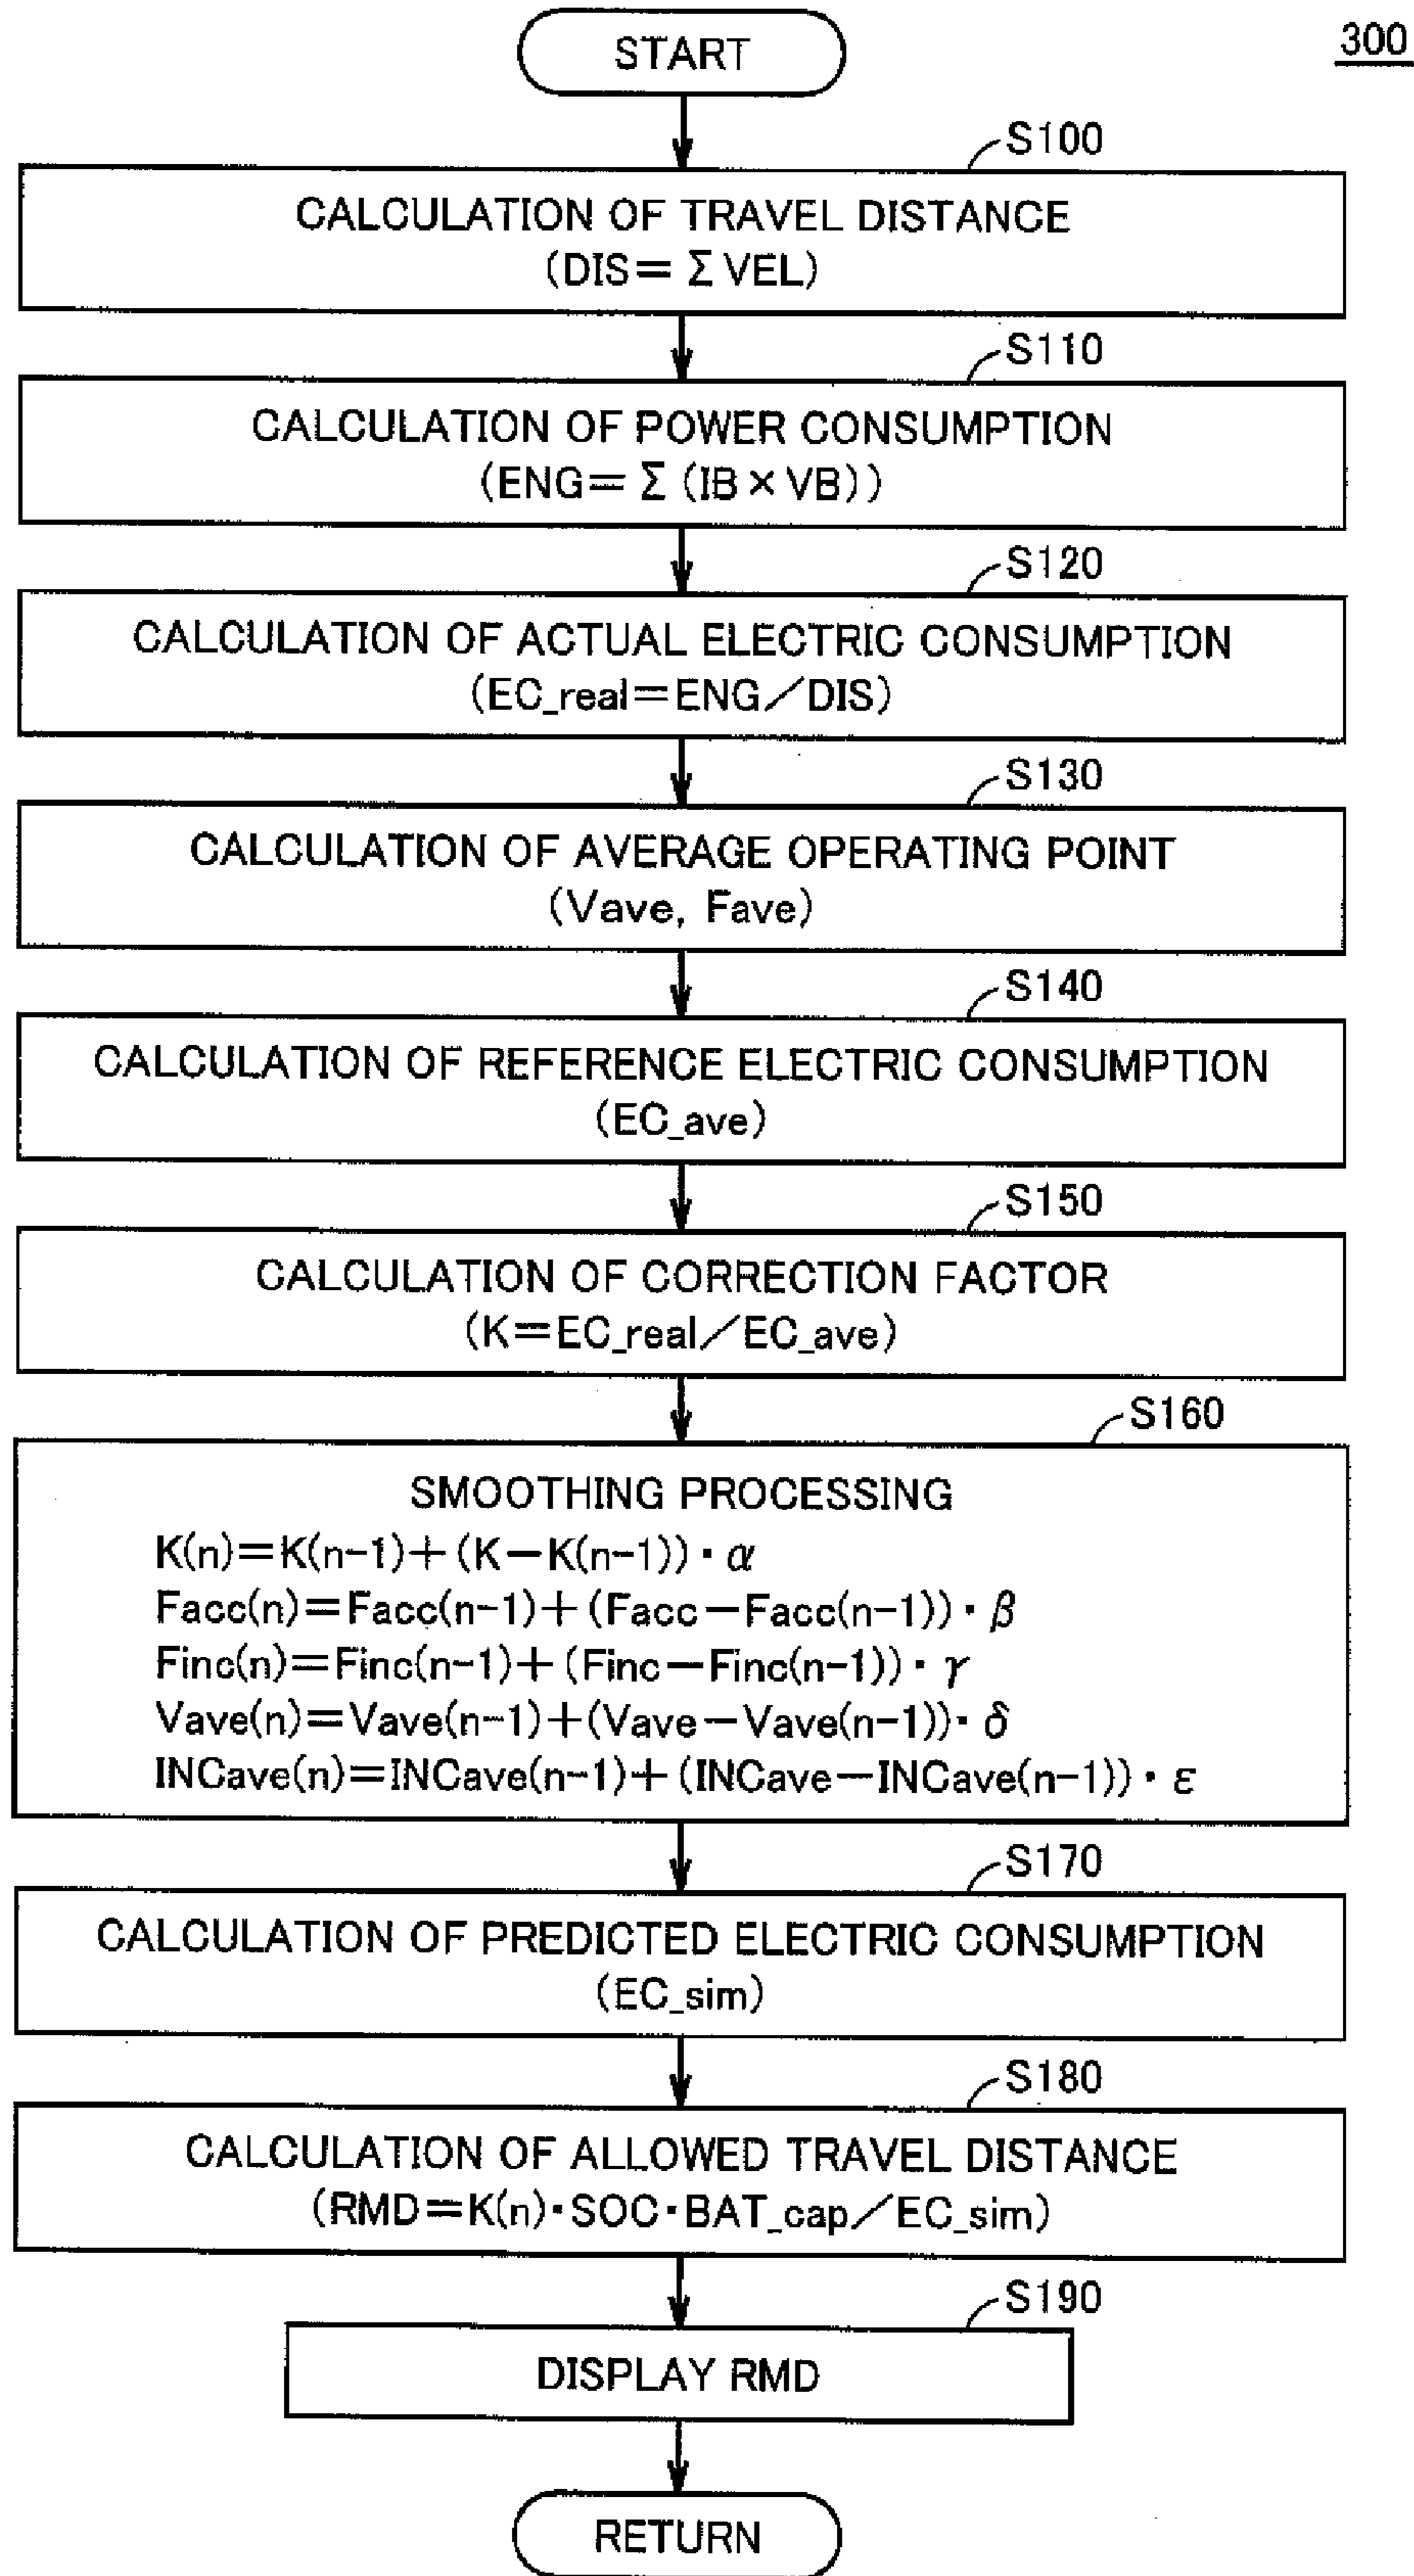 300
START
S100
CALCULATION OF TRAVEL DISTANCE
(DIS=ΣVEL)
S110
CALCULATION OF POWER CONSUMPTION
(ENG=Σ(IB×VB))
S120
CALCULATION OF ACTUAL ELECTRIC CONSUMPTION
(EC_real=ENG/DIS)
S130
CALCULATION OF AVERAGE OPERATING POINT
(Vave, Fave)
S140
CALCULATION OF REFERENCE ELECTRIC CONSUMPTION
(EC_ave)
S150
CALCULATION OF CORRECTION FACTOR
(K=EC_real/EC_ave)
S160
SMOOTHING PROCESSING
K(n)=K(n-1)+(K-K(n-1))・α
Facc(n)=Facc(n-1)+(Facc-Facc(n-1))・β
Finc(n)=Finc(n-1)+(Finc-Finc(n-1))・γ
Vave(n)=Vave(n-1)+(Vave-Vave(n-1))・δ
INCave(n)=INCave(n-1)+(INCave-INCave(n-1))・ε
S170
CALCULATION OF PREDICTED ELECTRIC CONSUMPTION
(EC_sim)
S180
CALCULATION OF ALLOWED TRAVEL DISTANCE
(RMD=K(n)・SOC・BAT_cap/EC_sim)
S190
DISPLAY RMD
RETURN